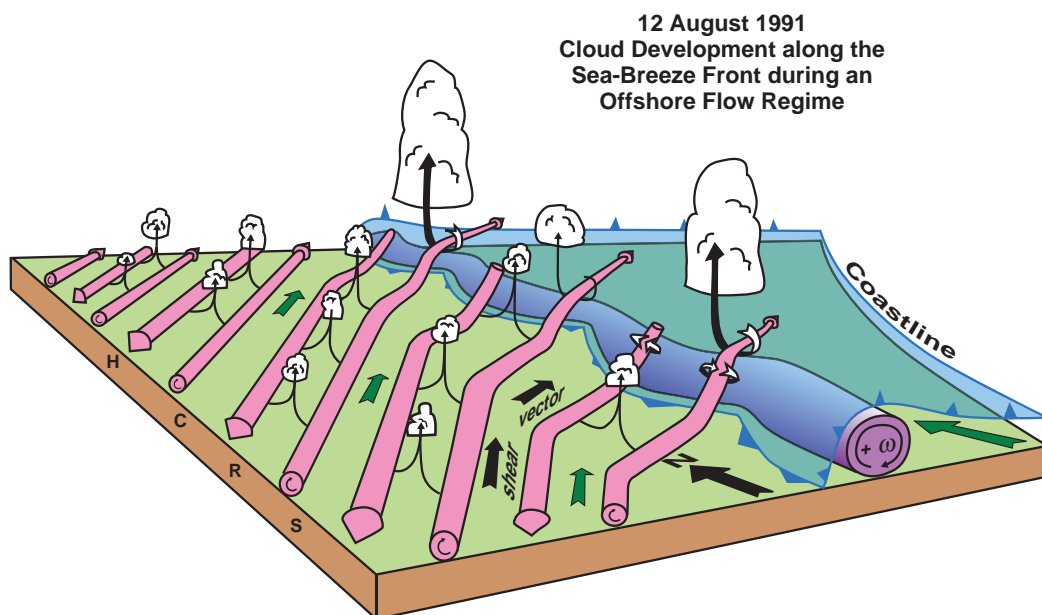 12 August 1991
Cloud Development along the
Sea-Breeze Front during an
Offshore Flow Regime
Coastline
H
C
R
S
shear
vector
N
+ ω